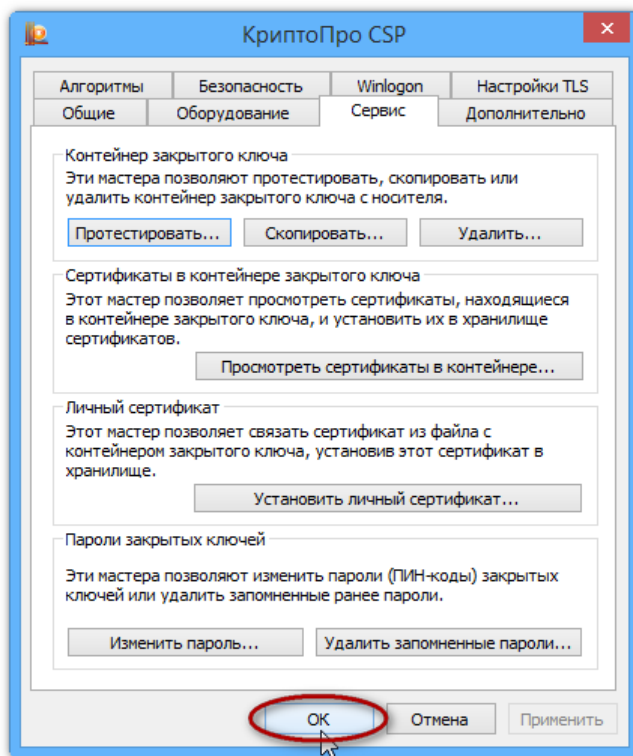 КриптоПро CSP
Алгоритмы Безопасность Winlogon Настройки TLS
Общие Оборудование Сервис Дополнительно
Контейнер закрытого ключа
Эти мастера позволяют протестировать, скопировать или
удалить контейнер закрытого ключа с носителя.
Протестировать... Скопировать... Удалить...
Сертификаты в контейнере закрытого ключа
Этот мастер позволяет просмотреть сертификаты, находящиеся
в контейнере закрытого ключа, и установить их в хранилище
сертификатов.
Просмотреть сертификаты в контейнере...
Личный сертификат
Этот мастер позволяет связать сертификат из файла с
контейнером закрытого ключа, установив этот сертификат в
хранилище.
Установить личный сертификат...
Пароли закрытых ключей
Эти мастера позволяют изменить пароли (ПИН-коды) закрытых
ключей или удалить запомненные ранее пароли.
Изменить пароль... Удалить запомненные пароли...
ОК Отмена Применить